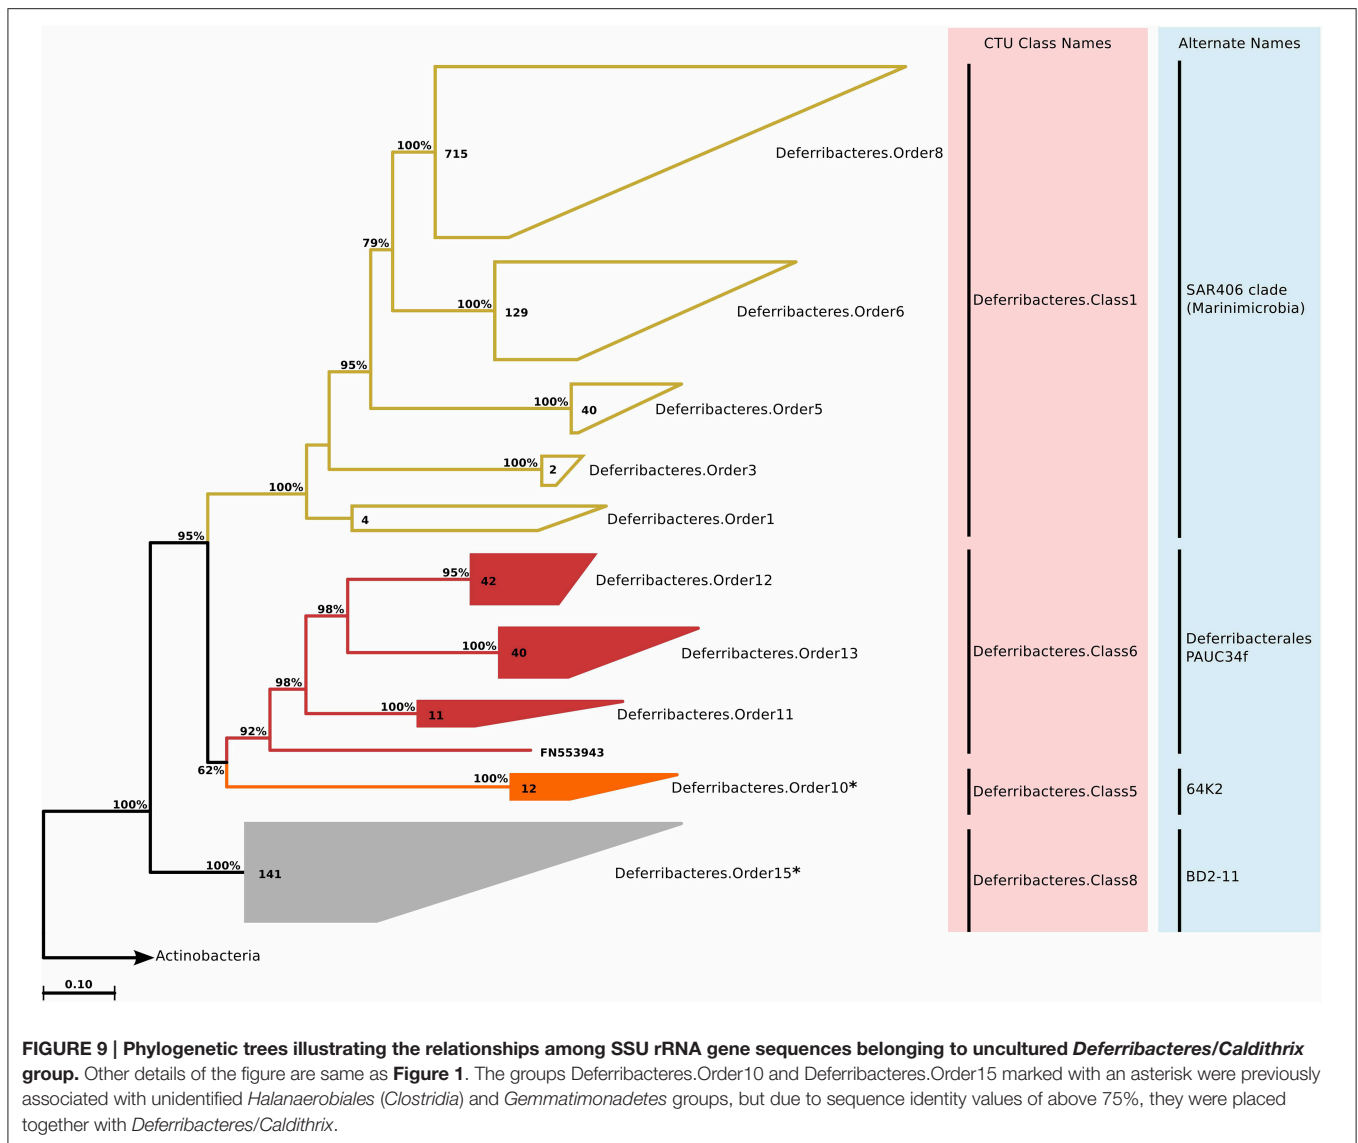 CTU Class Names
Alternate Names
100%
715
Deferribacteres.Order8
79%
100%
129
Deferribacteres.Order6
Deferribacteres.Class1
SAR406 clade
(Marinimicrobia)
95%
100%
40
Deferribacteres.Order5
100%
2
Deferribacteres.Order3
100%
4
Deferribacteres.Order1
95%
95%
42
Deferribacteres.Order12
98%
100%
40
Deferribacteres.Order13
Deferribacteres.Class6
Deferribacterales
PAUC34f
98%
100%
11
Deferribacteres.Order11
92%
FN553943
62%
100%
12
Deferribacteres.Order10*
Deferribacteres.Class5
64K2
100%
100%
141
Deferribacteres.Order15*
Deferribacteres.Class8
BD2-11
Actinobacteria
0.10
FIGURE 9 | Phylogenetic trees illustrating the relationships among SSU rRNA gene sequences belonging to uncultured Deferribacteres/Caldithrix
group. Other details of the figure are same as Figure 1. The groups Deferribacteres.Order10 and Deferribacteres.Order15 marked with an asterisk were previously
associated with unidentified Halanaerobiales (Clostridia) and Gemmatimonadetes groups, but due to sequence identity values of above 75%, they were placed
together with Deferribacteres/Caldithrix.